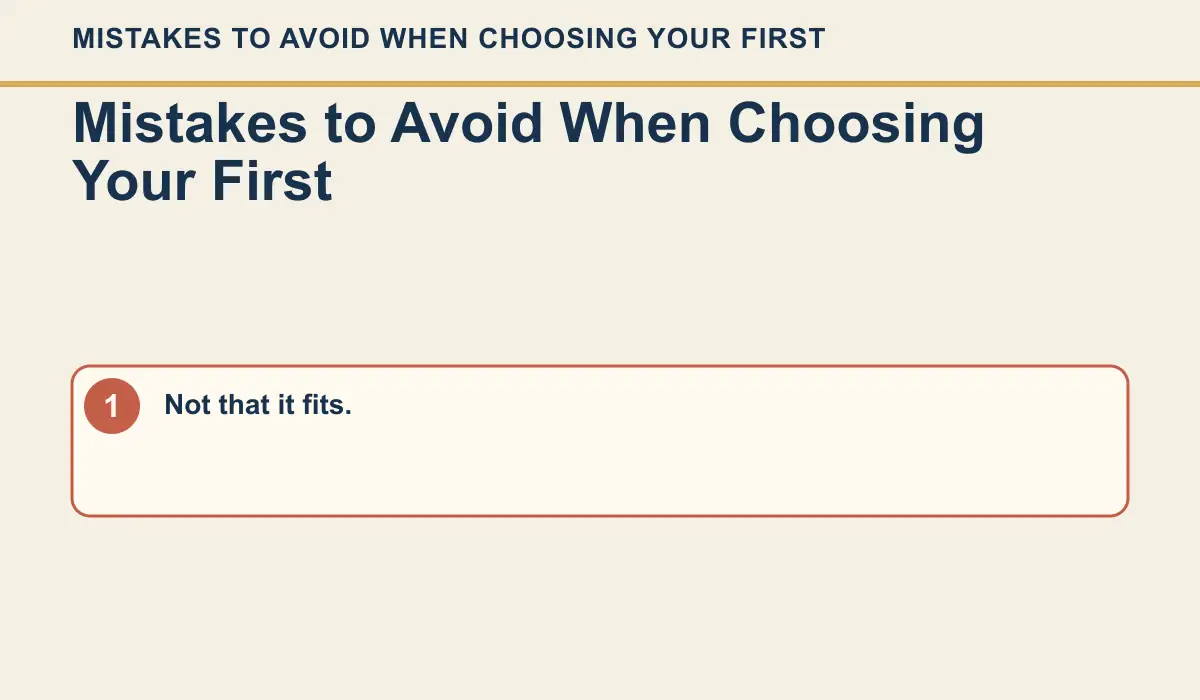 MISTAKES TO AVOID WHEN CHOOSING YOUR FIRST
Mistakes to Avoid When Choosing
Your First
1 Not that it fits.